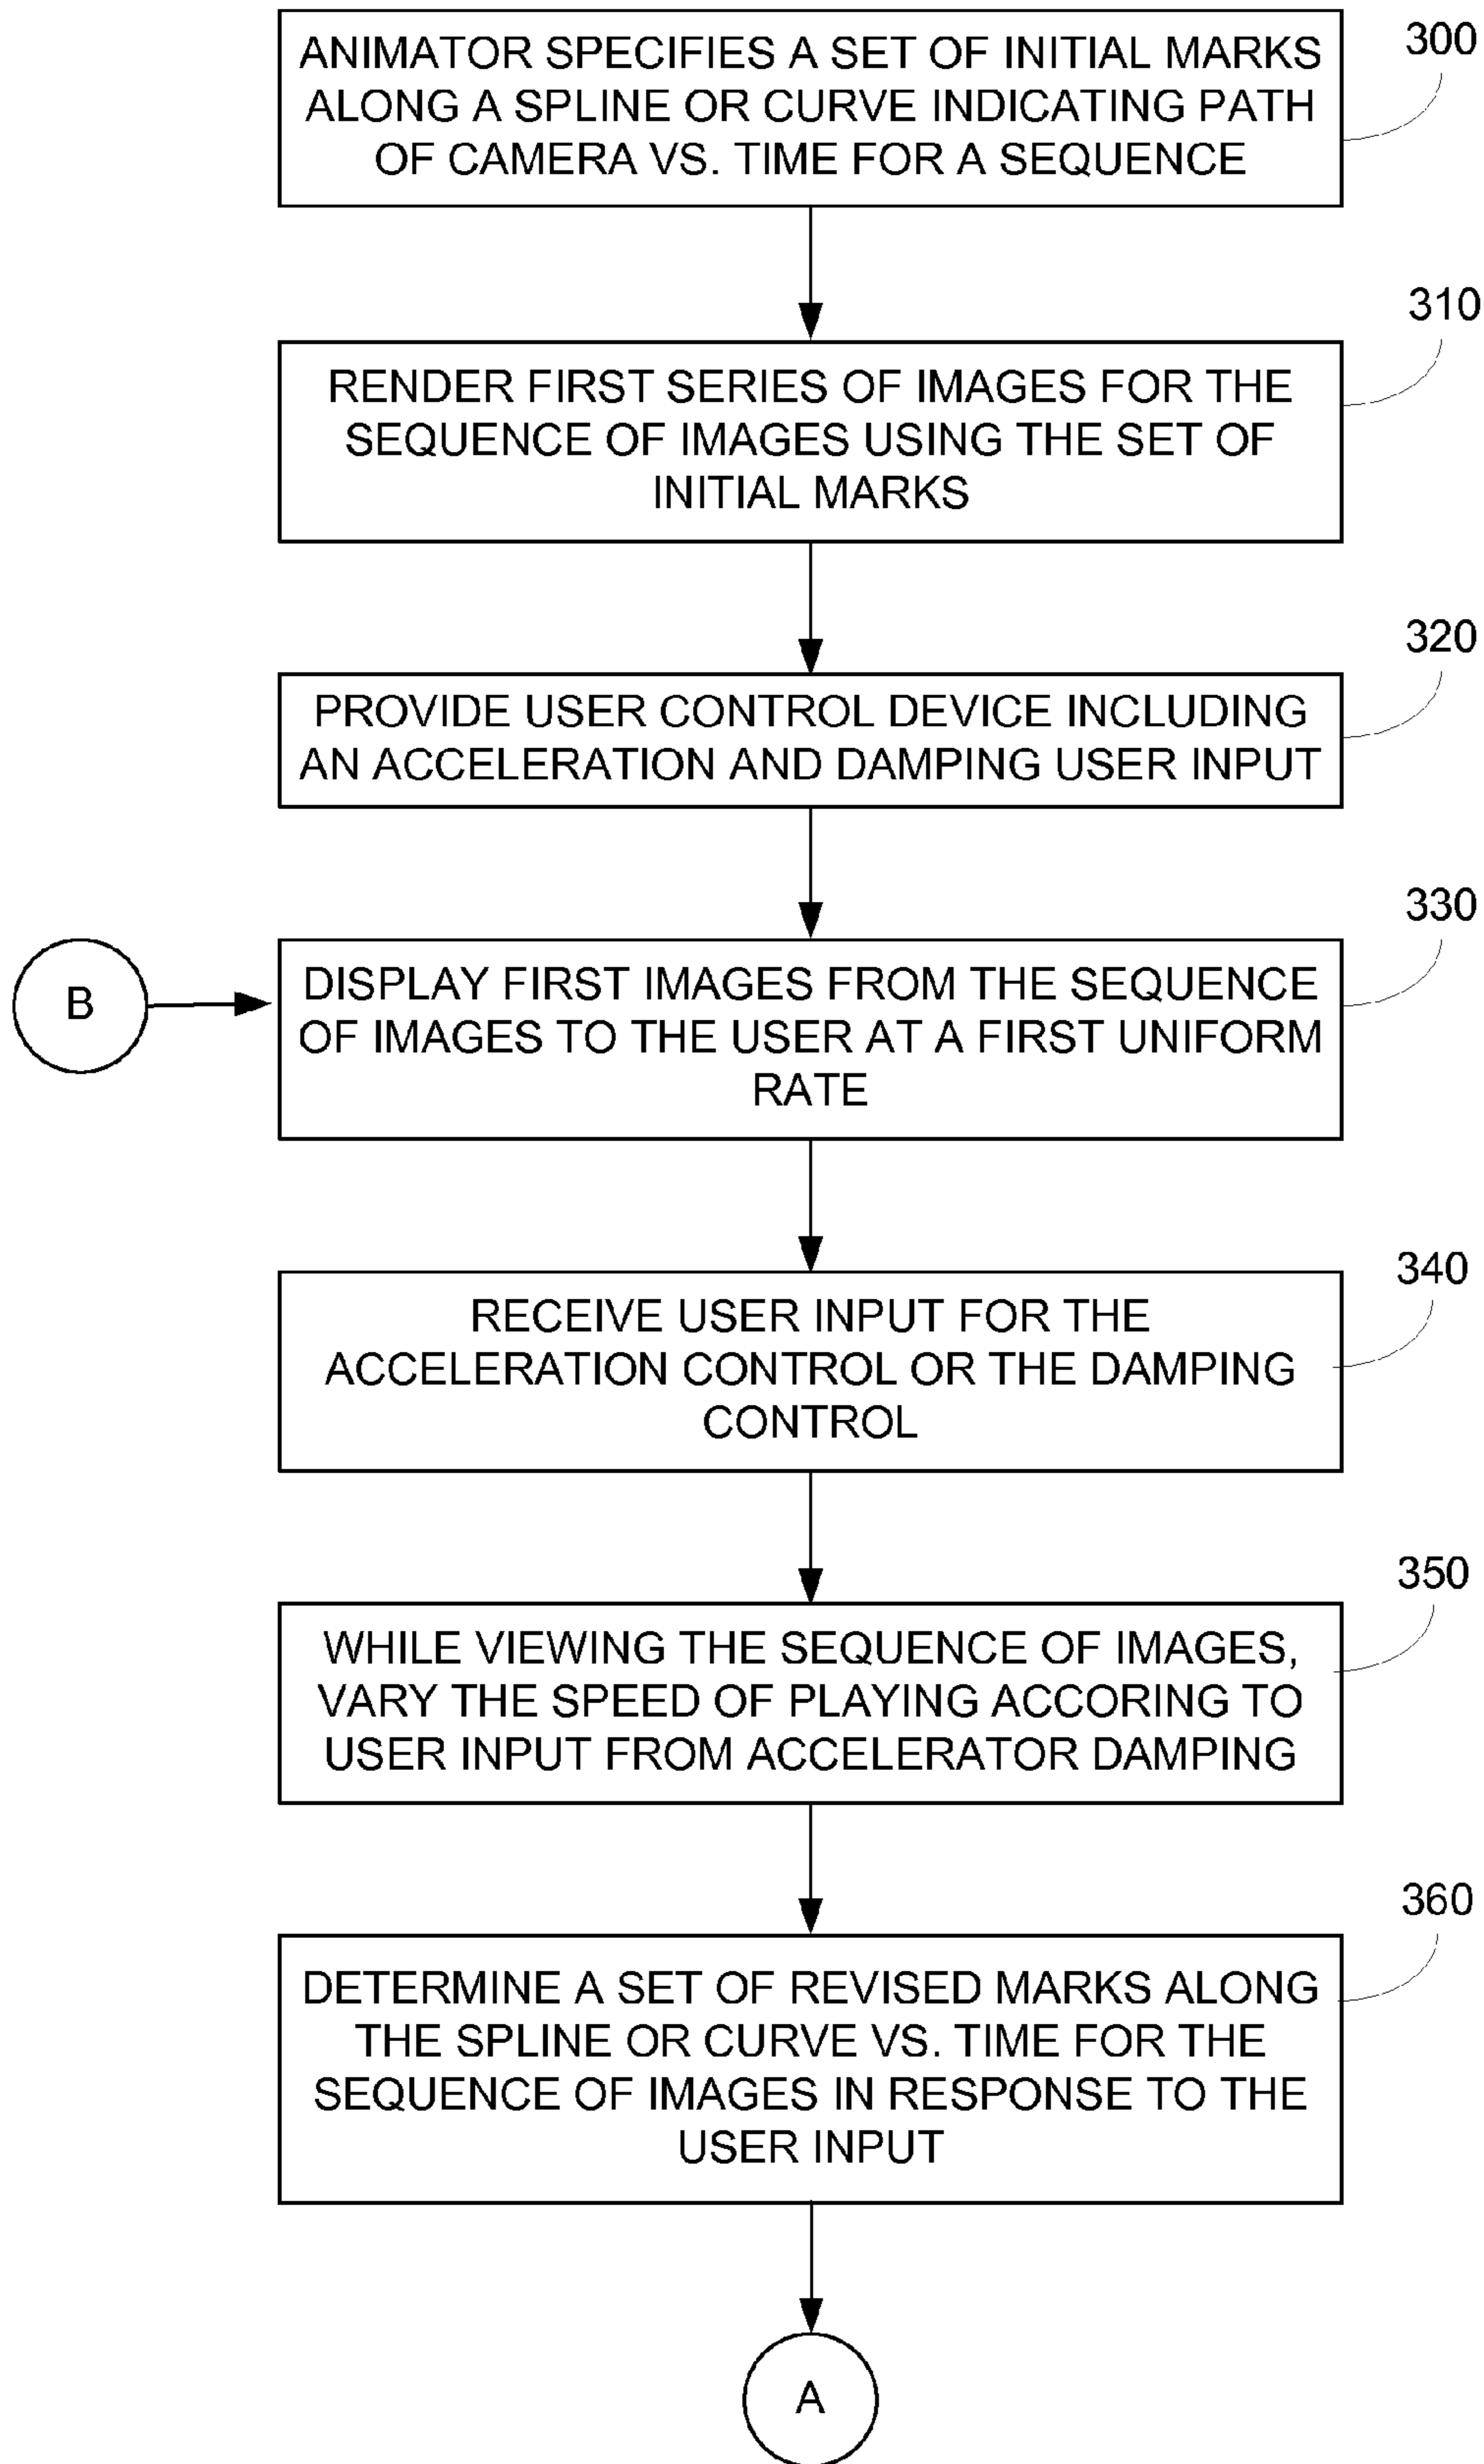 ANIMATOR SPECIFIES A SET OF INITIAL MARKS
ALONG A SPLINE OR CURVE INDICATING PATH
OF CAMERA VS. TIME FOR A SEQUENCE
300
RENDER FIRST SERIES OF IMAGES FOR THE
SEQUENCE OF IMAGES USING THE SET OF
INITIAL MARKS
310
PROVIDE USER CONTROL DEVICE INCLUDING
AN ACCELERATION AND DAMPING USER INPUT
320
B
DISPLAY FIRST IMAGES FROM THE SEQUENCE
OF IMAGES TO THE USER AT A FIRST UNIFORM
RATE
330
RECEIVE USER INPUT FOR THE
ACCELERATION CONTROL OR THE DAMPING
CONTROL
340
WHILE VIEWING THE SEQUENCE OF IMAGES,
VARY THE SPEED OF PLAYING ACCORING TO
USER INPUT FROM ACCELERATOR DAMPING
350
DETERMINE A SET OF REVISED MARKS ALONG
THE SPLINE OR CURVE VS. TIME FOR THE
SEQUENCE OF IMAGES IN RESPONSE TO THE
USER INPUT
360
A